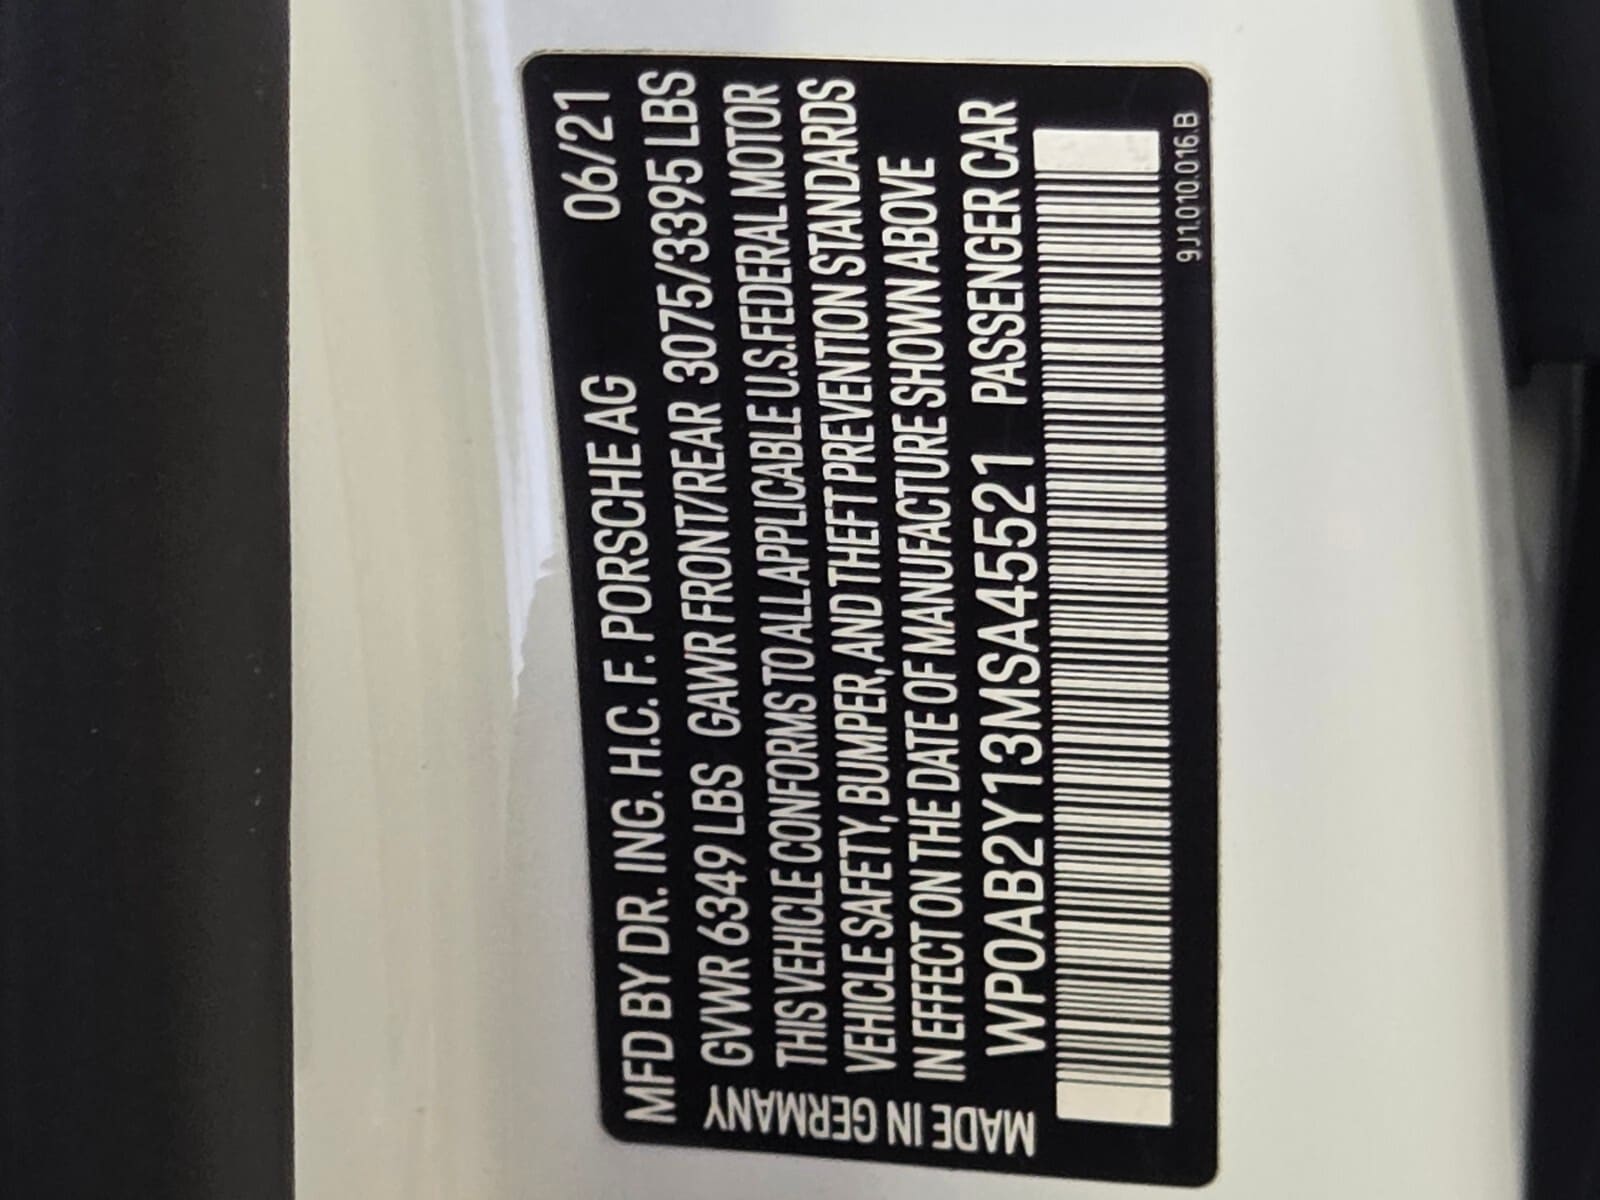 MFD BY DR. ING. H.C. F. PORSCHE AG 06/21
GVWR 6349 LBS GAWR FRONT/REAR 3075/3395 LBS
THIS VEHICLE CONFORMS TO ALL APPLICABLE U.S. FEDERAL MOTOR
VEHICLE SAFETY, BUMPER, AND THEFT PREVENTION STANDARDS
IN EFFECT ON THE DATE OF MANUFACTURE SHOWN ABOVE
WP0AB2Y13MSA45521 PASSENGER CAR
MADE IN GERMANY
9J1.010.016.B